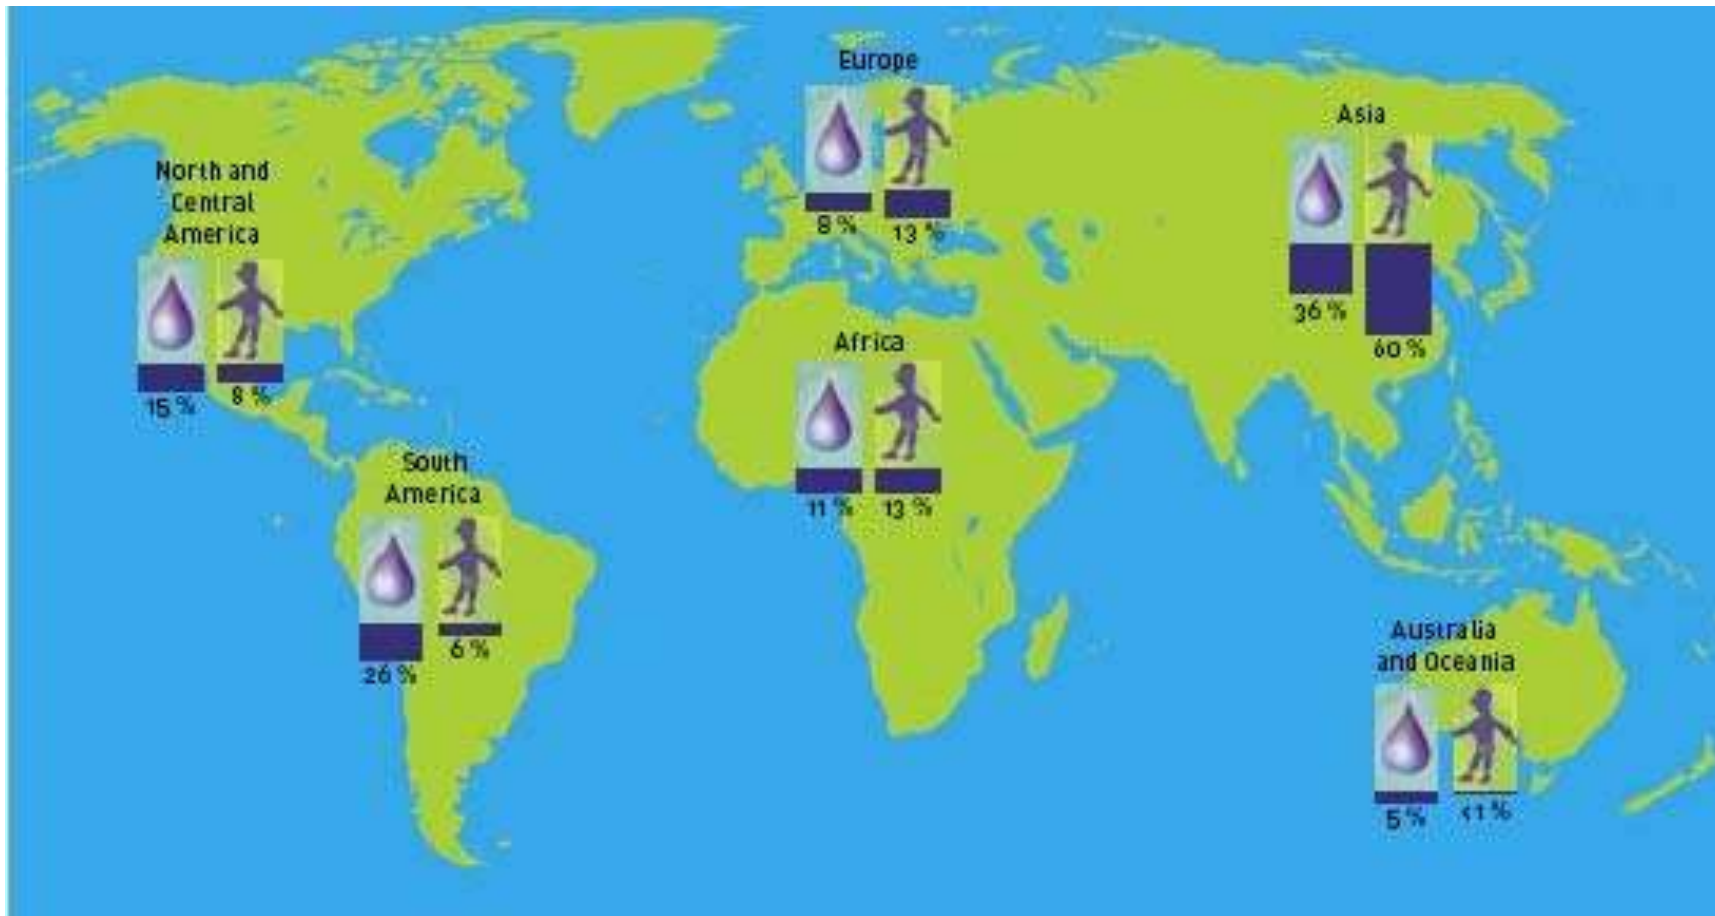 Europe
8 % 13 %
Asia
36 %
60 %
North and
Central
America
15 % 8 %
Africa
11 % 13 %
South
America
26 % 6 %
Australia
and Oceania
5 % <1 %